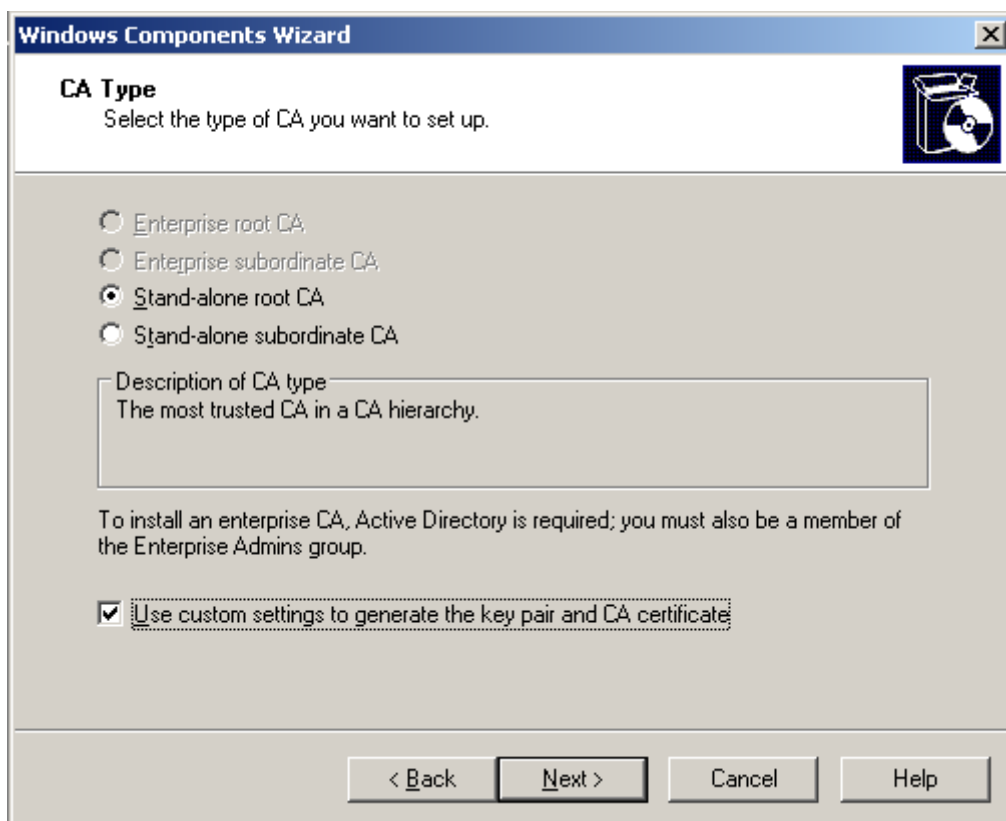 Windows Components Wizard
CA Type
Select the type of CA you want to set up.
Enterprise root CA
Enterprise subordinate CA
Stand-alone root CA
Stand-alone subordinate CA
Description of CA type
The most trusted CA in a CA hierarchy.
To install an enterprise CA, Active Directory is required; you must also be a member of
the Enterprise Admins group.
Use custom settings to generate the key pair and CA certificate
< Back
Next >
Cancel
Help